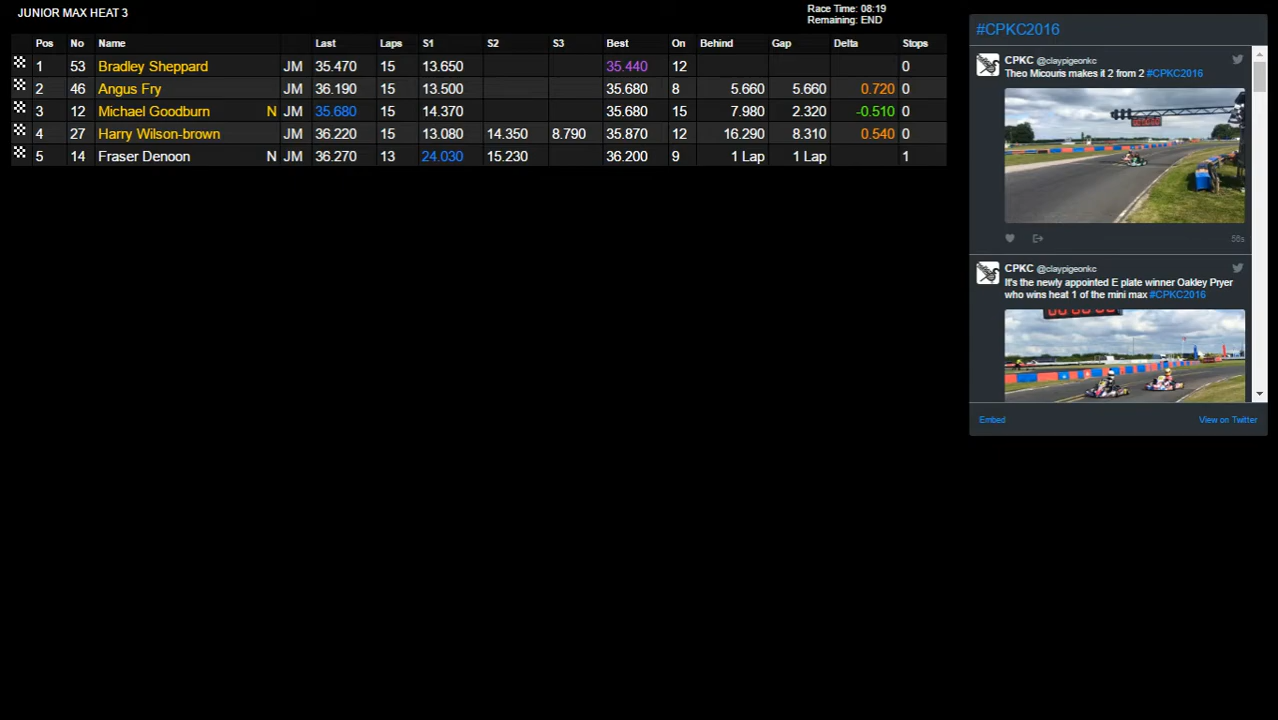 JUNIOR MAX HEAT 3
Race Time: 08:19
Remaining: END
Pos No Name Last Laps S1 S2 S3 Best On Behind Gap Delta Stops
1 53 Bradley Sheppard JM 35.470 15 13.650 35.440 12 0
2 46 Angus Fry JM 36.190 15 13.500 35.680 8 5.660 5.660 0.720 0
3 12 Michael Goodburn N JM 35.680 15 14.370 35.680 15 7.980 2.320 -0.510 0
4 27 Harry Wilson-brown JM 36.220 15 13.080 14.350 8.790 35.870 12 16.290 8.310 0.540 0
5 14 Fraser Denoon N JM 36.270 13 24.030 15.230 36.200 9 1 Lap 1 Lap 1
#CPKC2016
CPKC @claypigeonkc
Theo Micouris makes it 2 from 2 #CPKC2016
56s
CPKC @claypigeonkc
It's the newly appointed E plate winner Oakley Pryer
who wins heat 1 of the mini max #CPKC2016
Embed View on Twitter